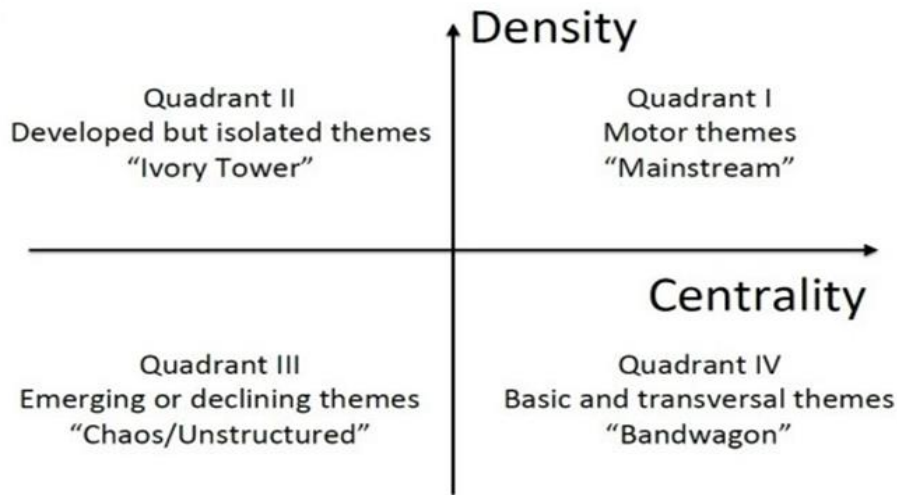 Density
Quadrant II
Developed but isolated themes
“Ivory Tower”
Quadrant I
Motor themes
“Mainstream”
Centrality
Quadrant III
Emerging or declining themes
“Chaos/Unstructured”
Quadrant IV
Basic and transversal themes
“Bandwagon”